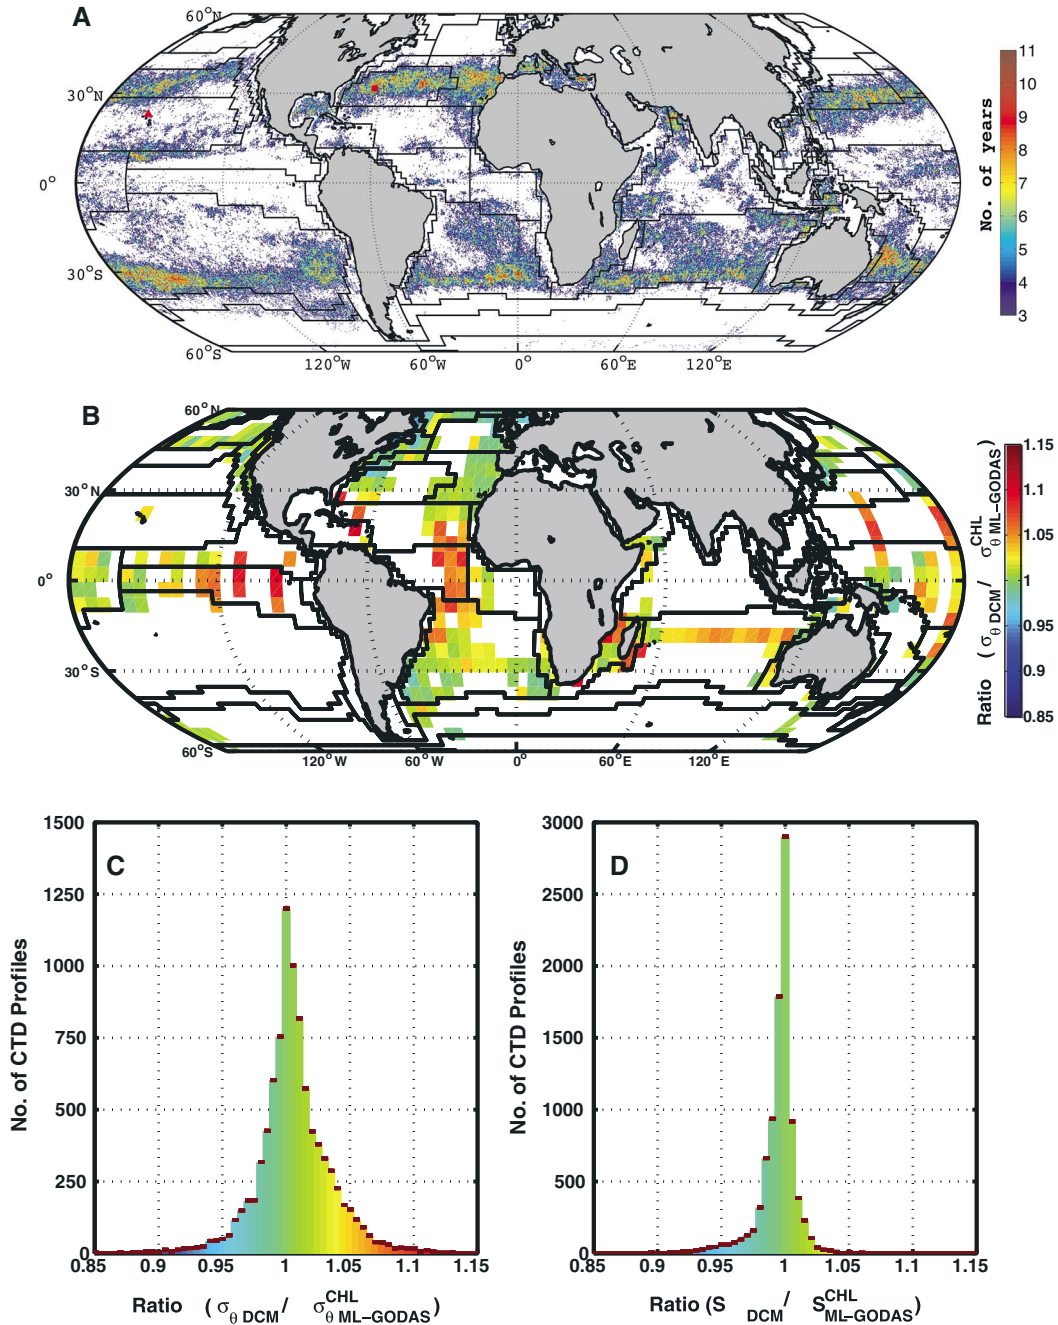 A
60°N
30°N
0°
30°S
60°S
120°W 60°W 0° 60°E 120°E
No. of years
11
10
9
8
7
6
5
4
3
B
60°N
30°N
0°
30°S
60°S
120°W 60°W 0° 60°E 120°E
Ratio ( σθ DCM / σθ ML–GODAS CHL )
1.15
1.1
1.05
1
0.95
0.9
0.85
C
No. of CTD Profiles
1500
1250
1000
750
500
250
0
0.85 0.9 0.95 1 1.05 1.1 1.15
Ratio ( σθ DCM / σθ ML–GODAS CHL )
D
No. of CTD Profiles
3000
2500
2000
1500
1000
500
0
0.85 0.9 0.95 1 1.05 1.1 1.15
Ratio (S DCM / S ML–GODAS CHL )